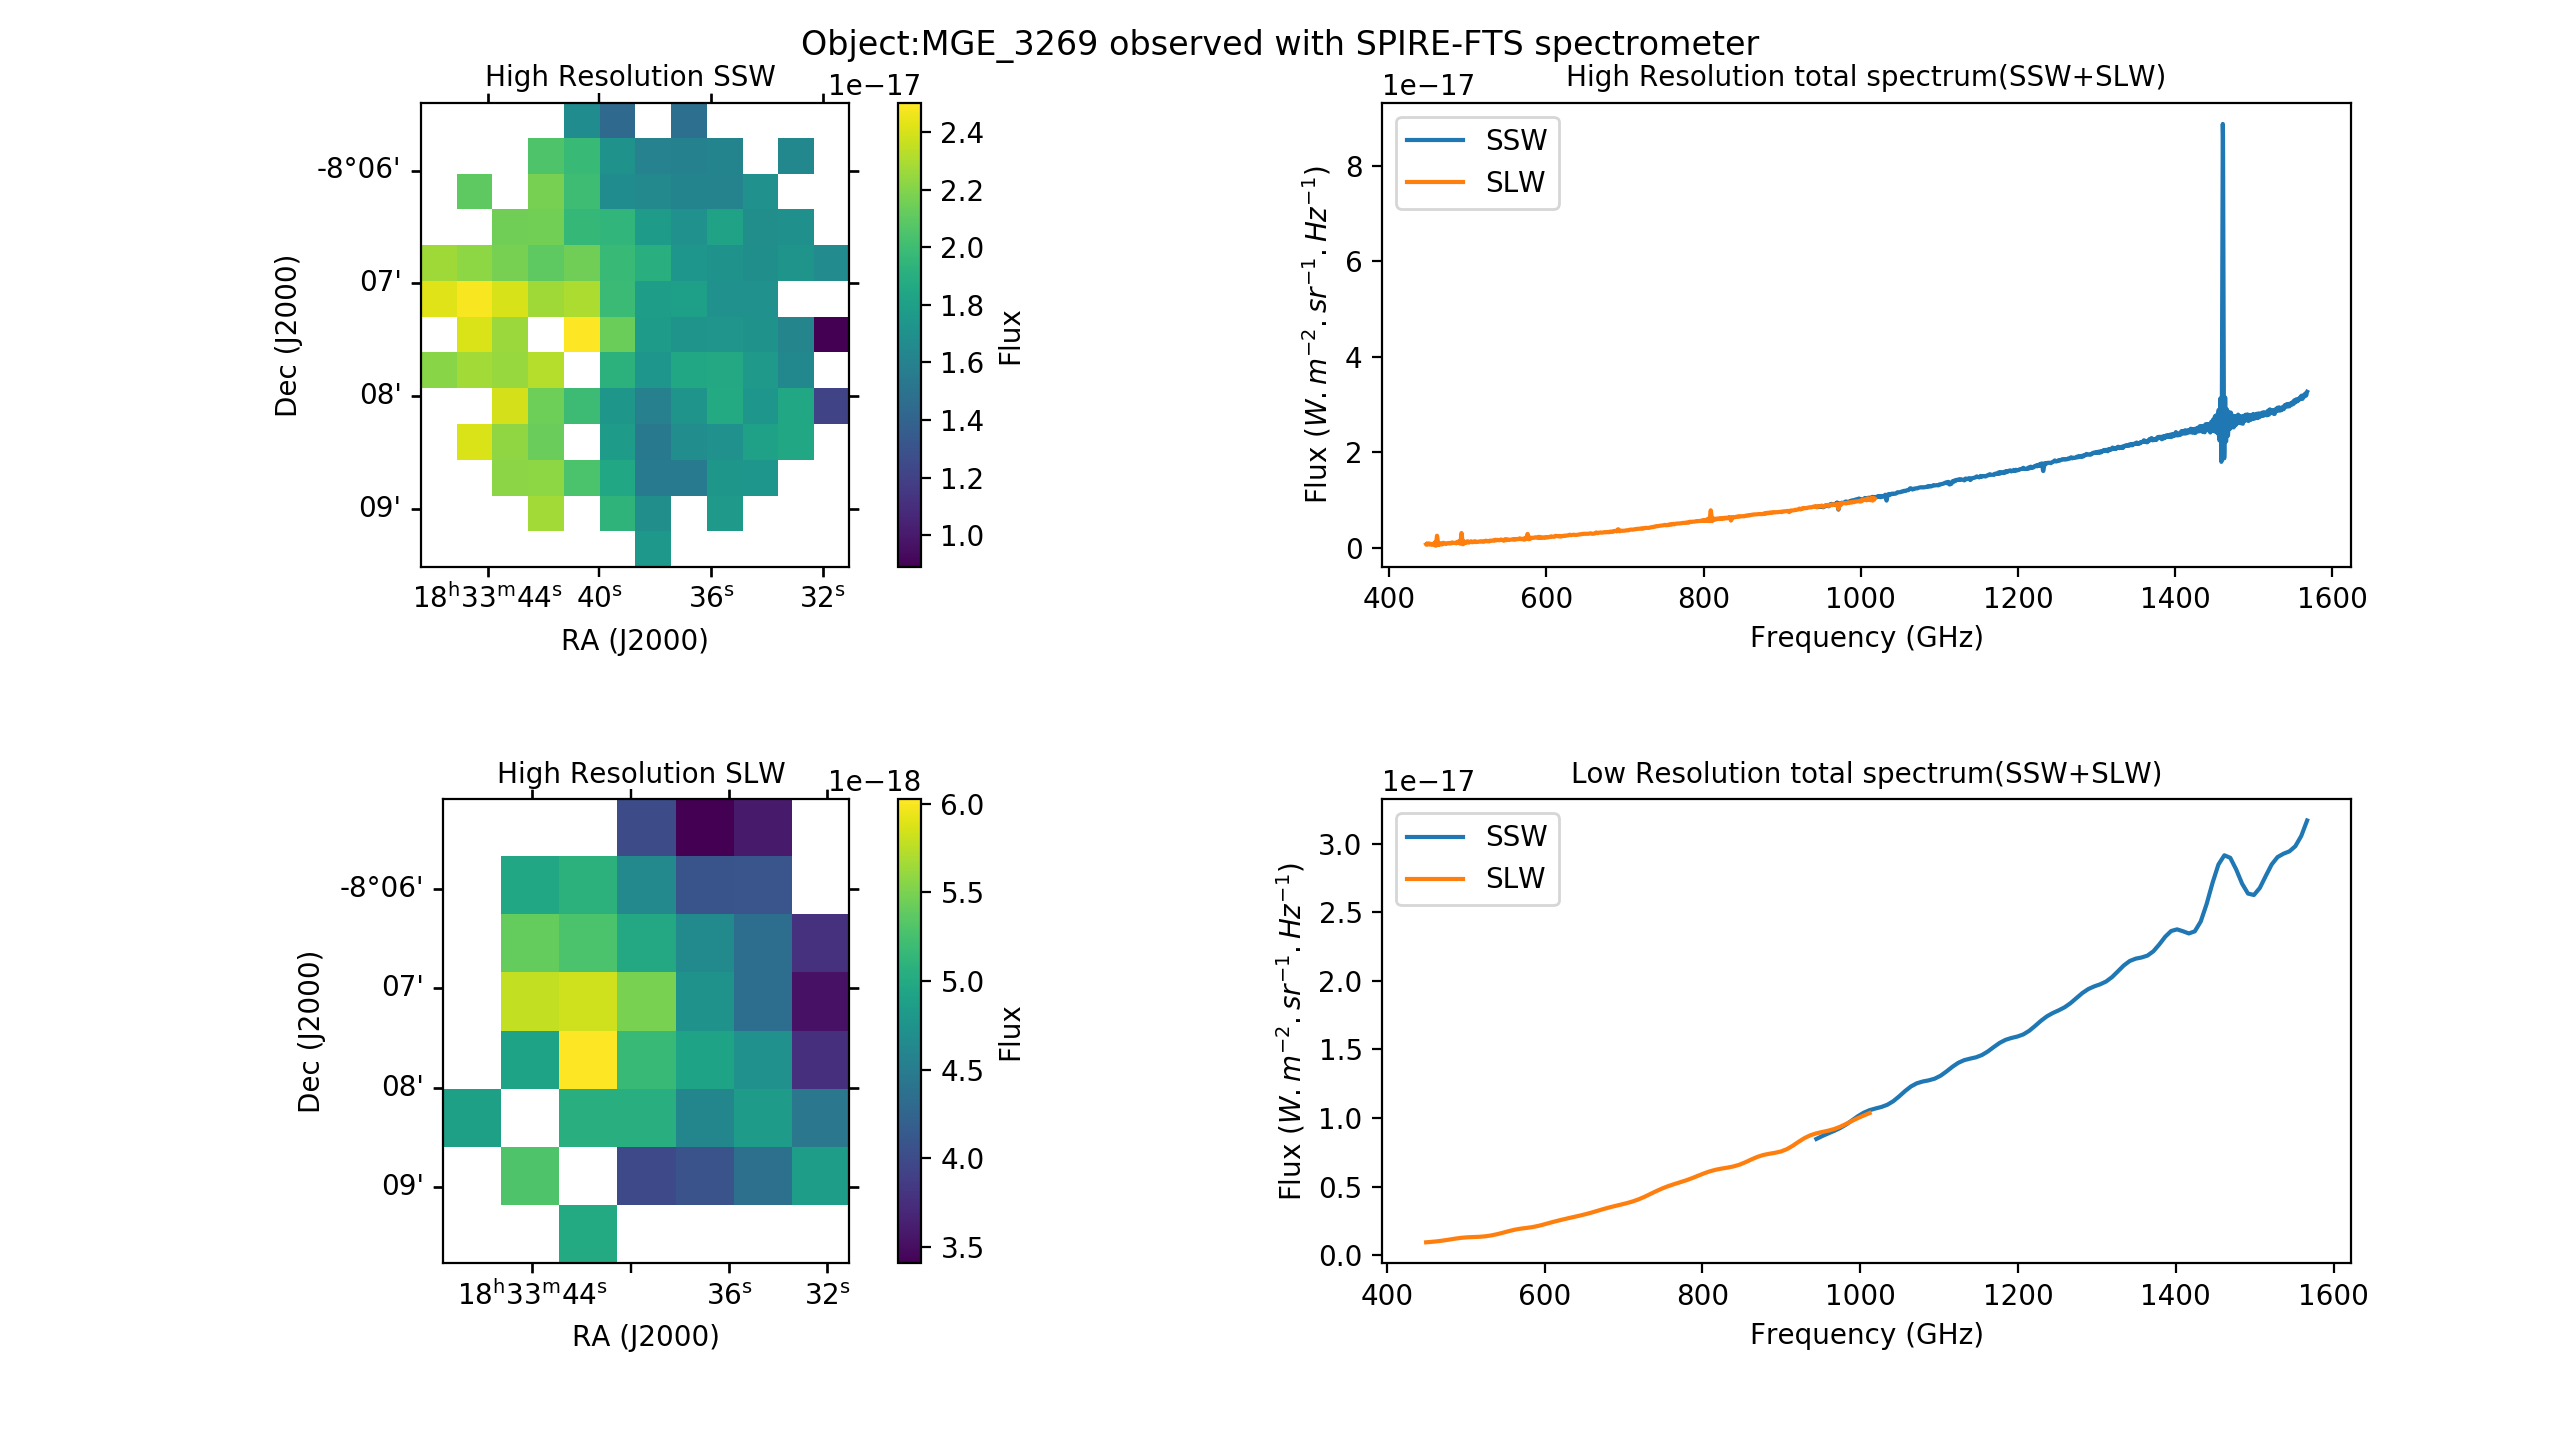 Object:MGE_3269 observed with SPIRE-FTS spectrometer
High Resolution SSW
1e−17
-8°06'
07'
08'
09'
Dec (J2000)
18ʰ33ᵐ44ˢ 40ˢ 36ˢ 32ˢ
RA (J2000)
2.4
2.2
2.0
1.8
1.6
1.4
1.2
1.0
Flux
High Resolution total spectrum(SSW+SLW)
1e−17
SSW
SLW
8
6
4
2
0
Flux (W.m⁻².sr⁻¹.Hz⁻¹)
400 600 800 1000 1200 1400 1600
Frequency (GHz)
High Resolution SLW
1e−18
-8°06'
07'
08'
09'
Dec (J2000)
18ʰ33ᵐ44ˢ 36ˢ 32ˢ
RA (J2000)
6.0
5.5
5.0
4.5
4.0
3.5
Flux
Low Resolution total spectrum(SSW+SLW)
1e−17
SSW
SLW
3.0
2.5
2.0
1.5
1.0
0.5
0.0
Flux (W.m⁻².sr⁻¹.Hz⁻¹)
400 600 800 1000 1200 1400 1600
Frequency (GHz)